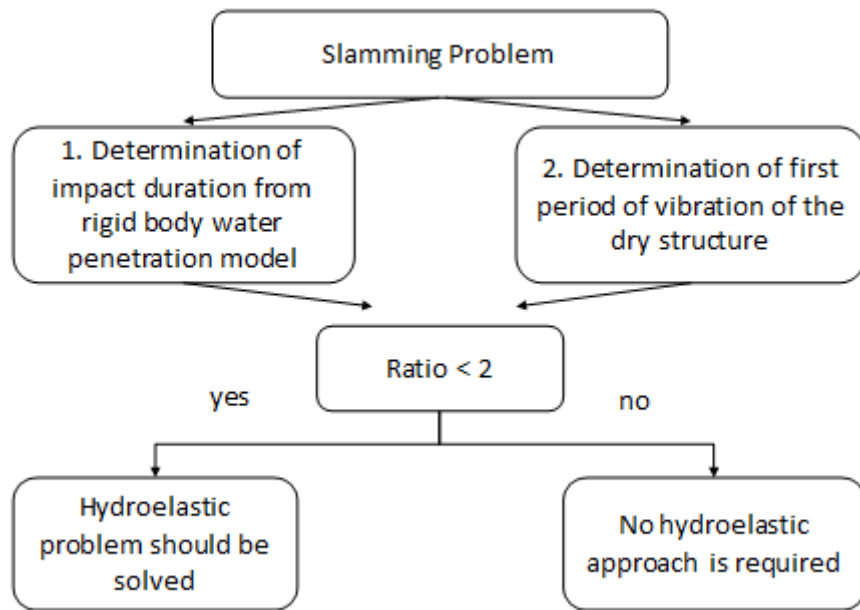 Slamming Problem
1. Determination of
impact duration from
rigid body water
penetration model
2. Determination of first
period of vibration of the
dry structure
Ratio < 2
yes
no
Hydroelastic
problem should be
solved
No hydroelastic
approach is required